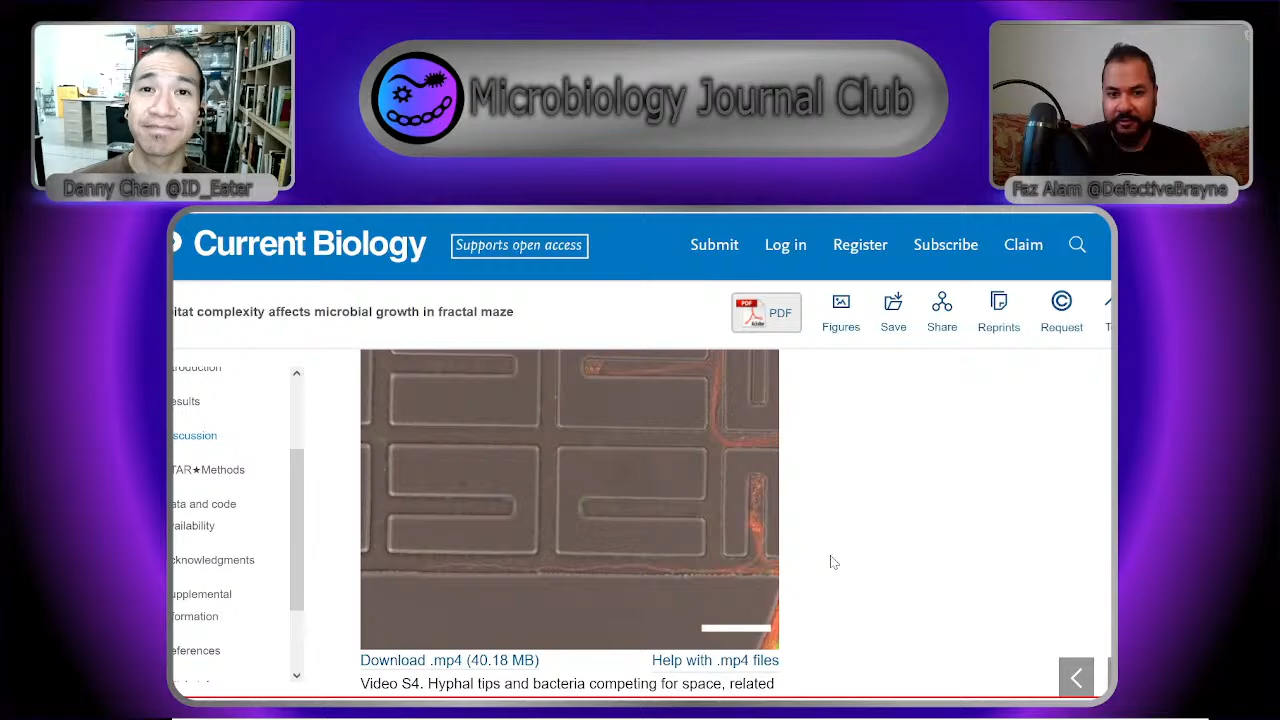 Microbiology Journal Club
Danny Chan @ID_Eater
Faz Alam @DefectiveBrayne
Current Biology
Supports open access
Submit
Log in
Register
Subscribe
Claim
itat complexity affects microbial growth in fractal maze
PDF
PDF
Adobe
Figures
Save
Share
Reprints
Request
T
troduction
esults
scussion
TAR★Methods
ata and code
vailability
cknowledgments
upplemental
formation
eferences
Download .mp4 (40.18 MB)
Help with .mp4 files
Video S4. Hyphal tips and bacteria competing for space, related